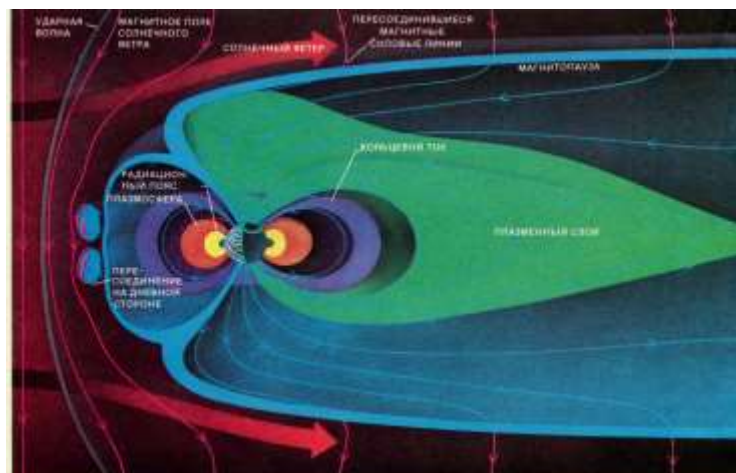 УДАРНАЯ
ВОЛНА
МАГНИТНОЕ ПОЛЕ
СОЛНЕЧНОГО
ВЕТРА
СОЛНЕЧНЫЙ ВЕТЕР
ПЕРЕСОЕДИНИВШИЕСЯ
МАГНИТНЫЕ
СИЛОВЫЕ ЛИНИИ
МАГНИТОПАУЗА
КОЛЬЦЕВОЙ ТОК
РАДИАЦИОН-
НЫЙ ПОЯС
ПЛАЗМОСФЕРА
ПЛАЗМЕННЫЙ СЛОЙ
ПЕРЕ-
СОЕДИНЕНИЕ
НА ДНЕВНОЙ
СТОРОНЕ